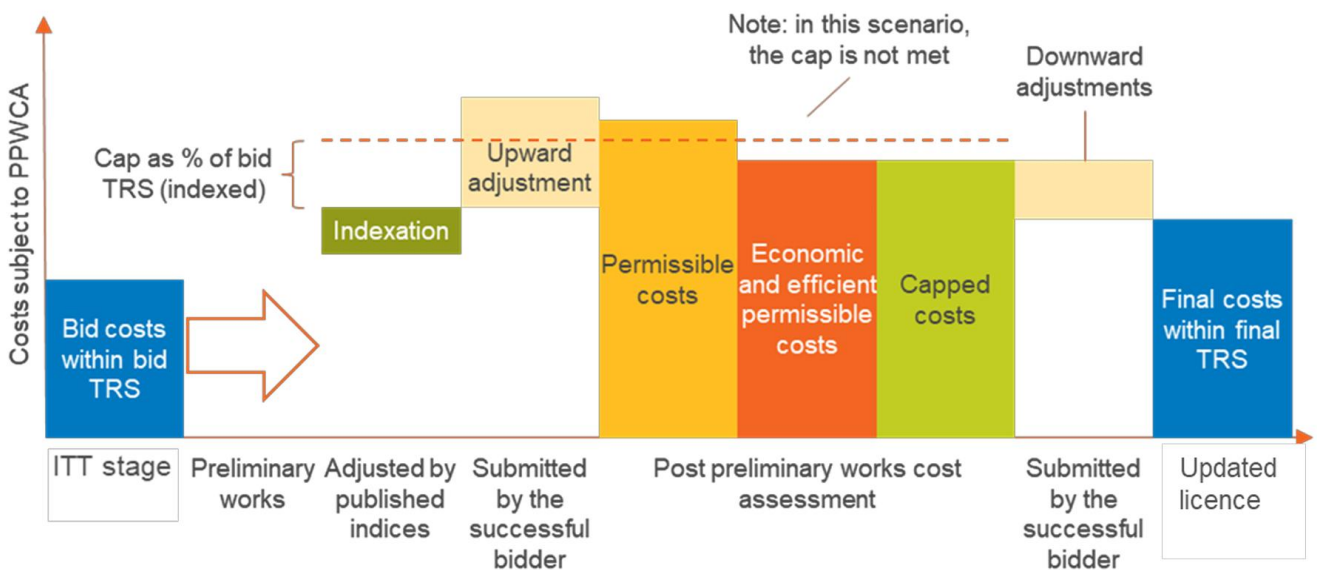 Costs subject to PPWCA
Note: in this scenario,
the cap is not met
Downward
adjustments
Cap as % of bid
TRS (indexed)
Upward
adjustment
Indexation
Permissible
costs
Economic
and efficient
permissible
costs
Capped
costs
Bid costs
within bid
TRS
Final costs
within final
TRS
ITT stage
Preliminary
works
Adjusted by
published
indices
Submitted
by the
successful
bidder
Post preliminary works cost
assessment
Submitted
by the
successful
bidder
Updated
licence